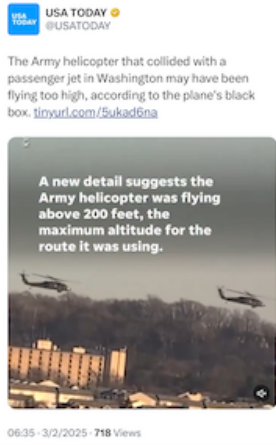 USA TODAY
USA TODAY
@USATODAY
The Army helicopter that collided with a
passenger jet in Washington may have been
flying too high, according to the plane's black
box. tinyurl.com/5ukad6na
A new detail suggests the
Army helicopter was flying
above 200 feet, the
maximum altitude for the
route it was using.
06:35 · 3/2/2025 · 718 Views